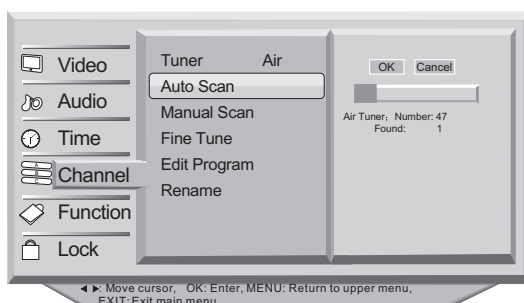 Video
Audio
Time
Channel
Function
Lock
Tuner Air
Auto Scan
Manual Scan
Fine Tune
Edit Program
Rename
OK Cancel
Air Tuner; Number: 47
Found: 1
◄ ►: Move cursor, OK: Enter, MENU: Return to upper menu,
EXIT: Exit main menu